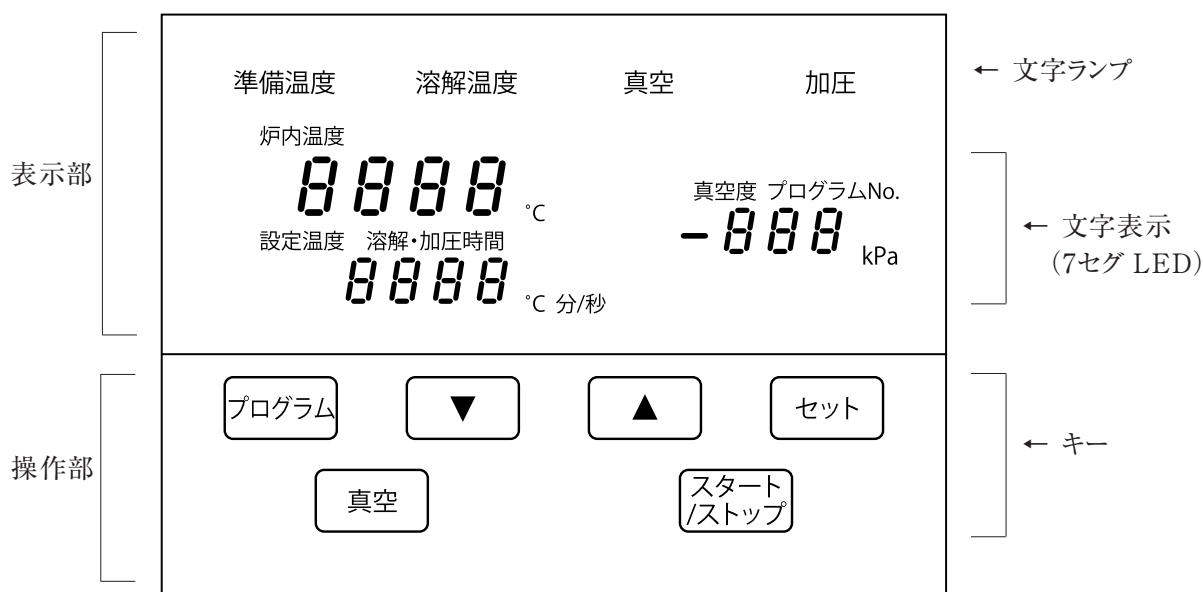 準備温度 溶解温度 真空 加圧
← 文字ランプ
炉内温度
8888 °C
表示部
真空度 プログラムNo.
-888 kPa
← 文字表示
(7セグ LED)
設定温度 溶解・加圧時間
8888 °C 分/秒
プログラム ▼ ▲ セット
← キー
操作部
真空
スタート
/ストップ